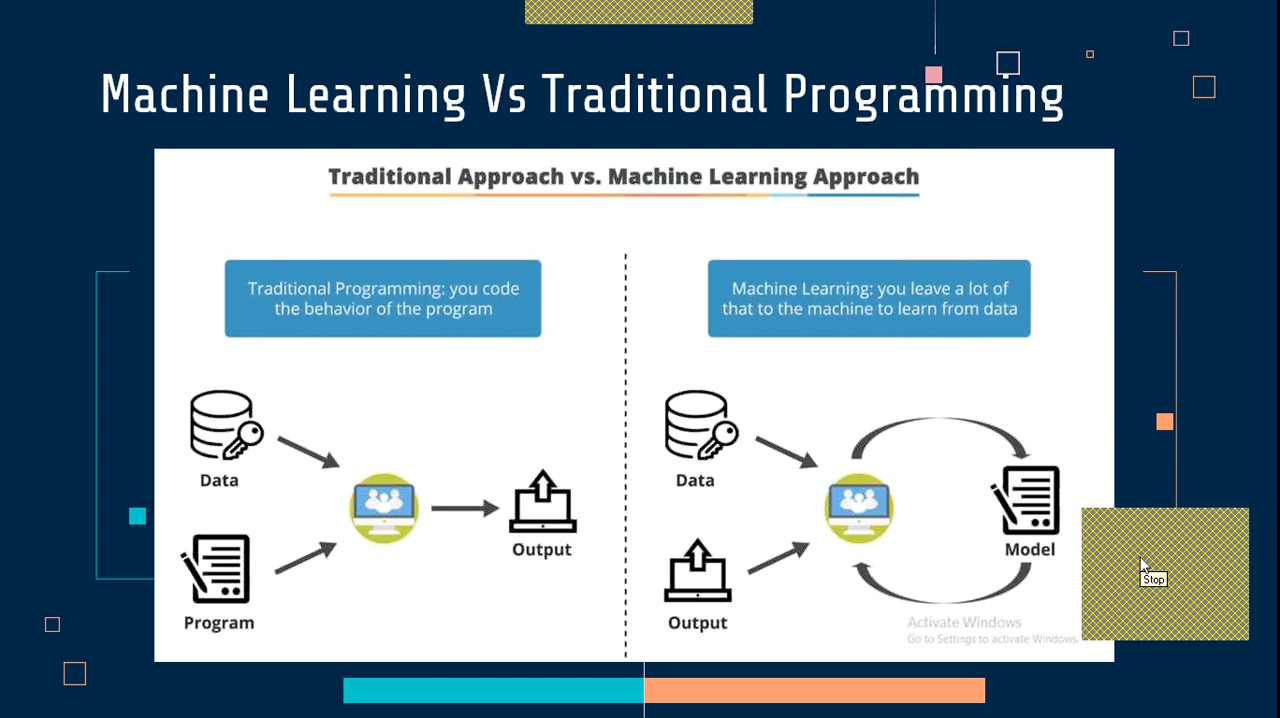 Machine Learning Vs Traditional Programming
Traditional Approach vs. Machine Learning Approach
Traditional Programming: you code
the behavior of the program
Data
Program
Output
Machine Learning: you leave a lot of
that to the machine to learn from data
Data
Output
Model
Activate Windows
Go to Settings to activate Windows.
Stop